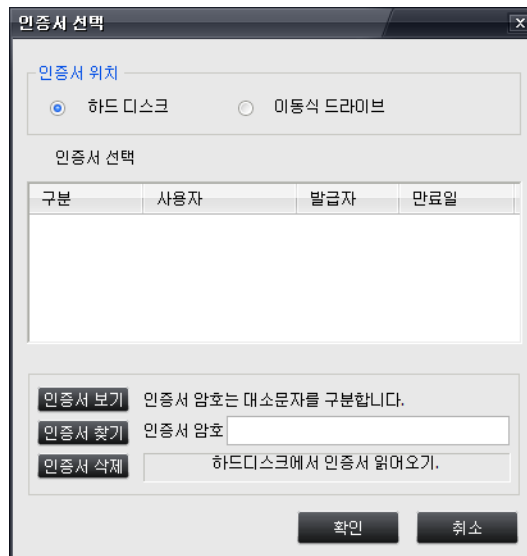 인증서 선택
인증서 위치
하드 디스크 이동식 드라이브
인증서 선택
구분 사용자 발급자 만료일
인증서 보기 인증서 암호는 대소문자를 구분합니다.
인증서 찾기 인증서 암호
인증서 삭제 하드디스크에서 인증서 읽어오기.
확인 취소